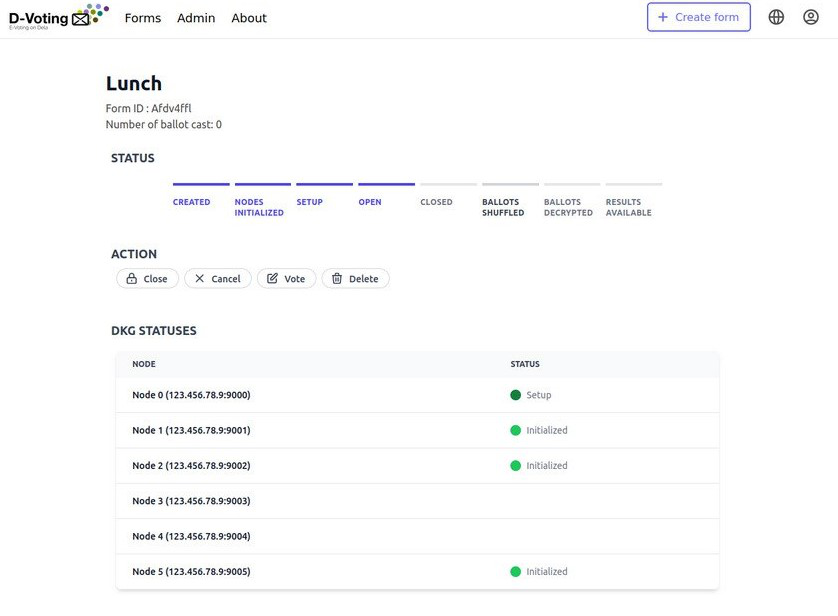 D-Voting
E-Voting on Dela
Forms Admin About
+ Create form
Lunch
Form ID : Afdv4ffl
Number of ballot cast: 0
STATUS
CREATED NODES INITIALIZED SETUP OPEN CLOSED BALLOTS SHUFFLED BALLOTS DECRYPTED RESULTS AVAILABLE
ACTION
Close Cancel Vote Delete
DKG STATUSES
NODE STATUS
Node 0 (123.456.78.9:9000) Setup
Node 1 (123.456.78.9:9001) Initialized
Node 2 (123.456.78.9:9002) Initialized
Node 3 (123.456.78.9:9003)
Node 4 (123.456.78.9:9004)
Node 5 (123.456.78.9:9005) Initialized